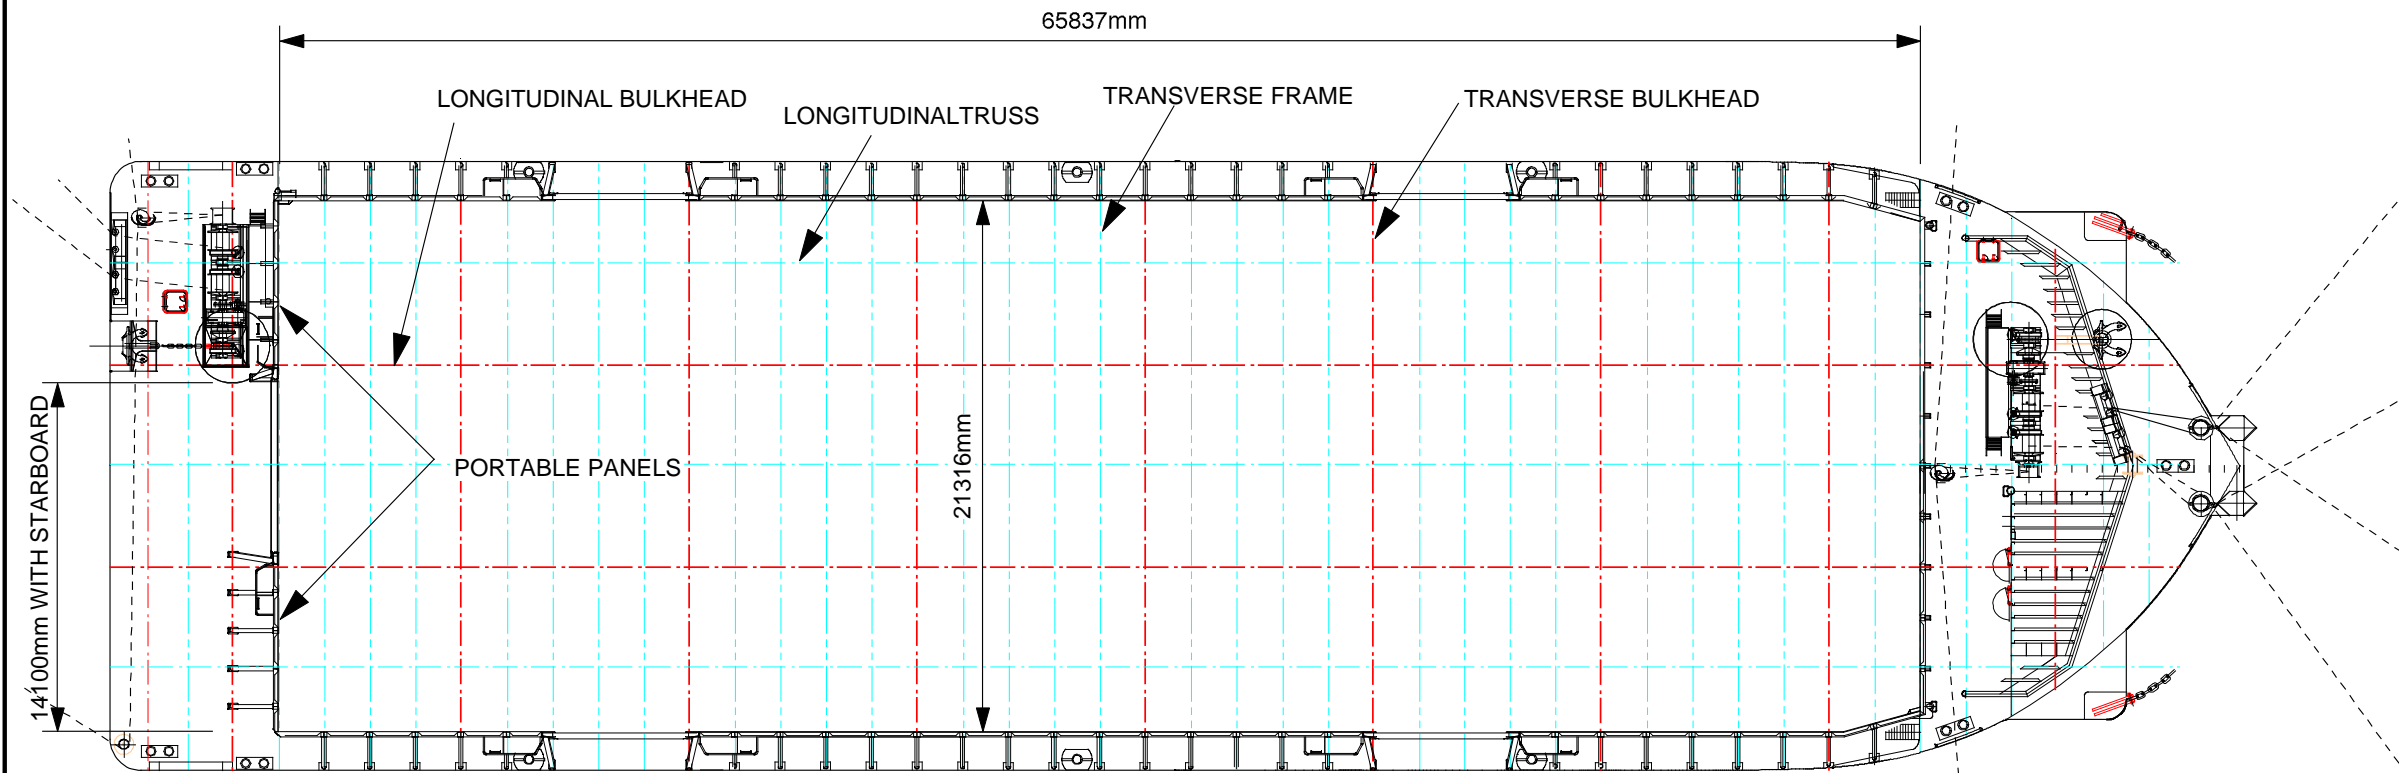 65837mm
LONGITUDINAL BULKHEAD
LONGITUDINALTRUSS
TRANSVERSE FRAME
TRANSVERSE BULKHEAD
PORTABLE PANELS
21316mm
14100mm WITH STARBOARD